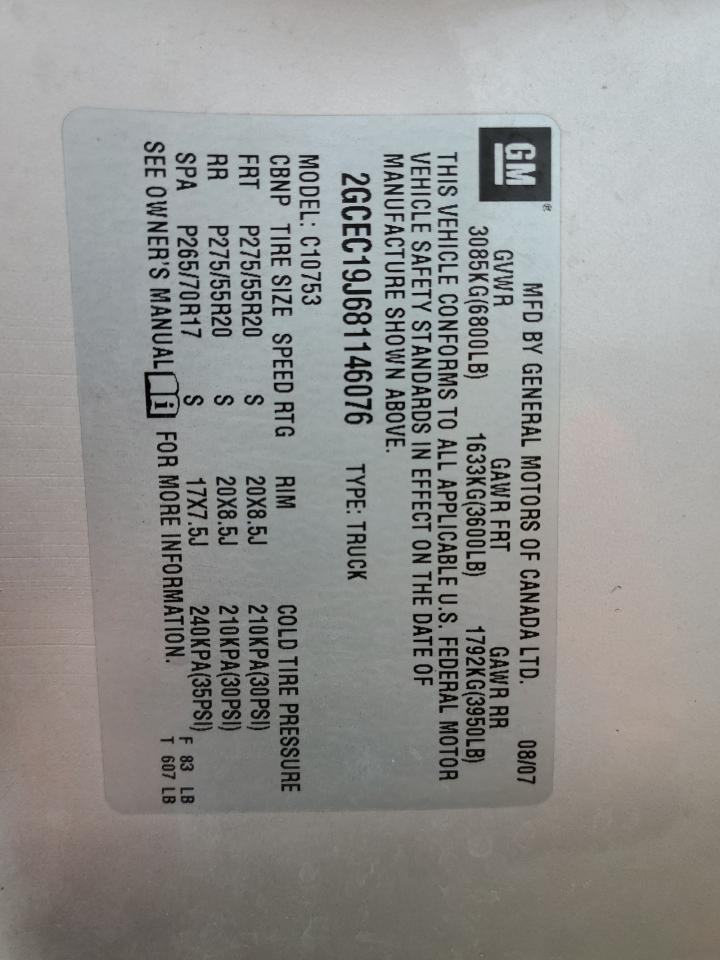 GM®
MFD BY GENERAL MOTORS OF CANADA LTD. 08/07
GVWR GAWR FRT GAWR RR
3085KG(6800LB) 1633KG(3600LB) 1792KG(3950LB)
THIS VEHICLE CONFORMS TO ALL APPLICABLE U.S. FEDERAL MOTOR
VEHICLE SAFETY STANDARDS IN EFFECT ON THE DATE OF
MANUFACTURE SHOWN ABOVE.
2GCEC19J681146076 TYPE: TRUCK
MODEL: C10753
CBNP TIRE SIZE SPEED RTG RIM COLD TIRE PRESSURE
FRT P275/55R20 S 20X8.5J 210KPA(30PSI)
RR P275/55R20 S 20X8.5J 210KPA(30PSI)
SPA P265/70R17 S 17X7.5J 240KPA(35PSI) F 83 LB
SEE OWNER'S MANUAL i FOR MORE INFORMATION. T 607 LB